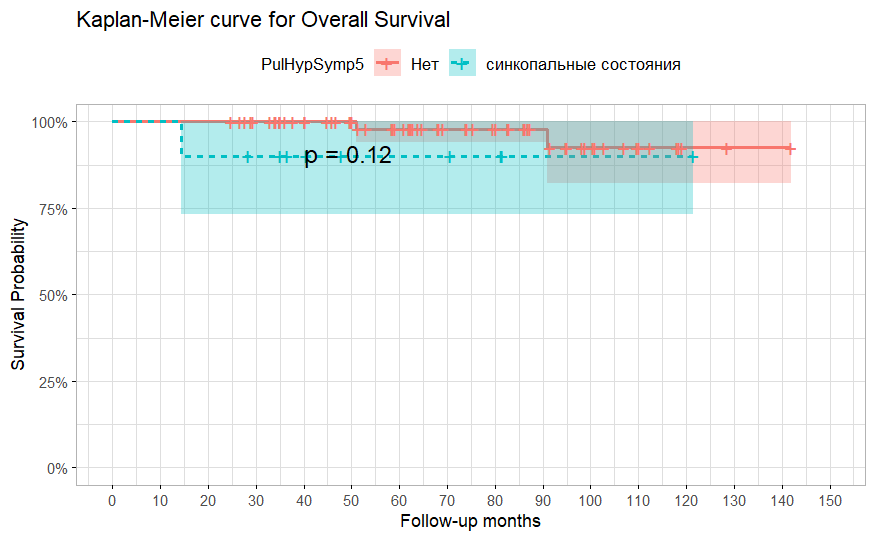 Kaplan-Meier curve for Overall Survival
PulHypSymp5 Нет синкопальные состояния
100%
75%
50%
25%
0%
Survival Probability
p = 0.12
0 10 20 30 40 50 60 70 80 90 100 110 120 130 140 150
Follow-up months